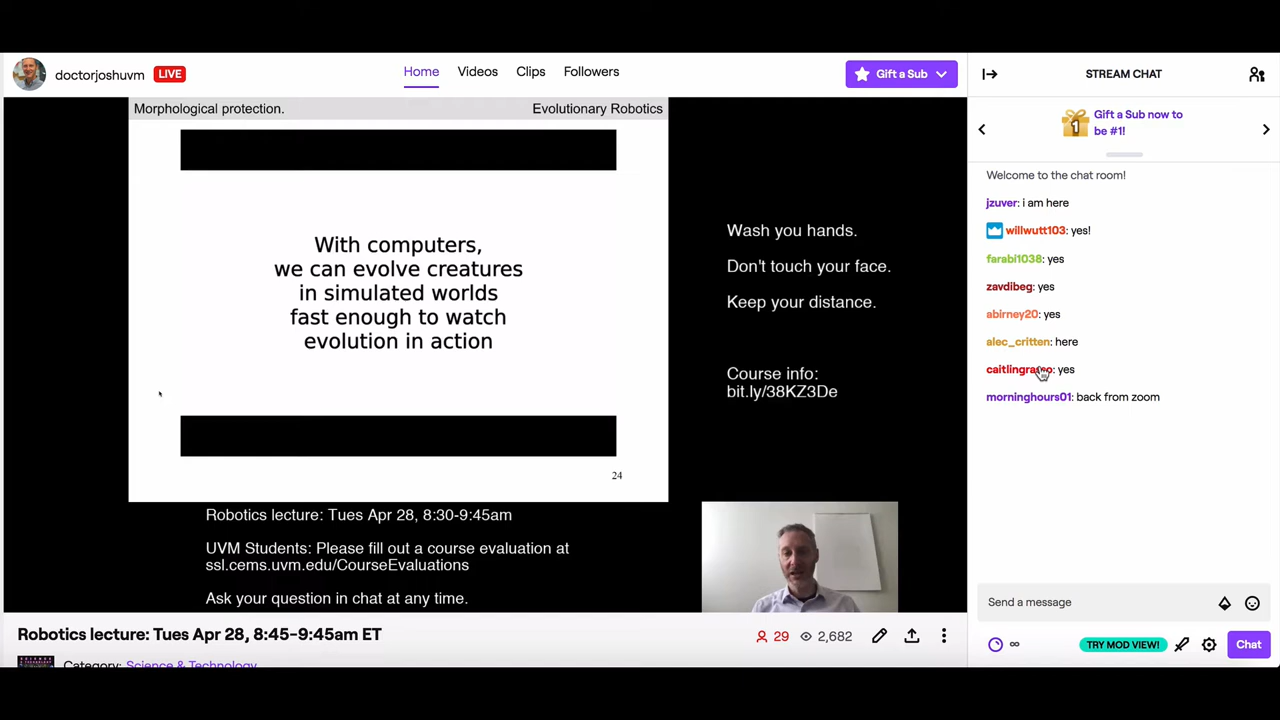 doctorjoshuvm
LIVE
Home
Videos
Clips
Followers
Gift a Sub
STREAM CHAT
Morphological protection.
Evolutionary Robotics
With computers,
we can evolve creatures
in simulated worlds
fast enough to watch
evolution in action
24
Wash you hands.
Don't touch your face.
Keep your distance.
Course info:
bit.ly/38KZ3De
Robotics lecture: Tues Apr 28, 8:30-9:45am
UVM Students: Please fill out a course evaluation at
ssl.cems.uvm.edu/CourseEvaluations
Ask your question in chat at any time.
Robotics lecture: Tues Apr 28, 8:45-9:45am ET
29
2,682
Category: Science & Technology
1
Gift a Sub now to
be #1!
Welcome to the chat room!
jzuver: i am here
willwutt103: yes!
farabi1038: yes
zavdibeg: yes
abirney20: yes
alec_critten: here
caitlingrasso: yes
morninghours01: back from zoom
Send a message
∞
TRY MOD VIEW!
Chat